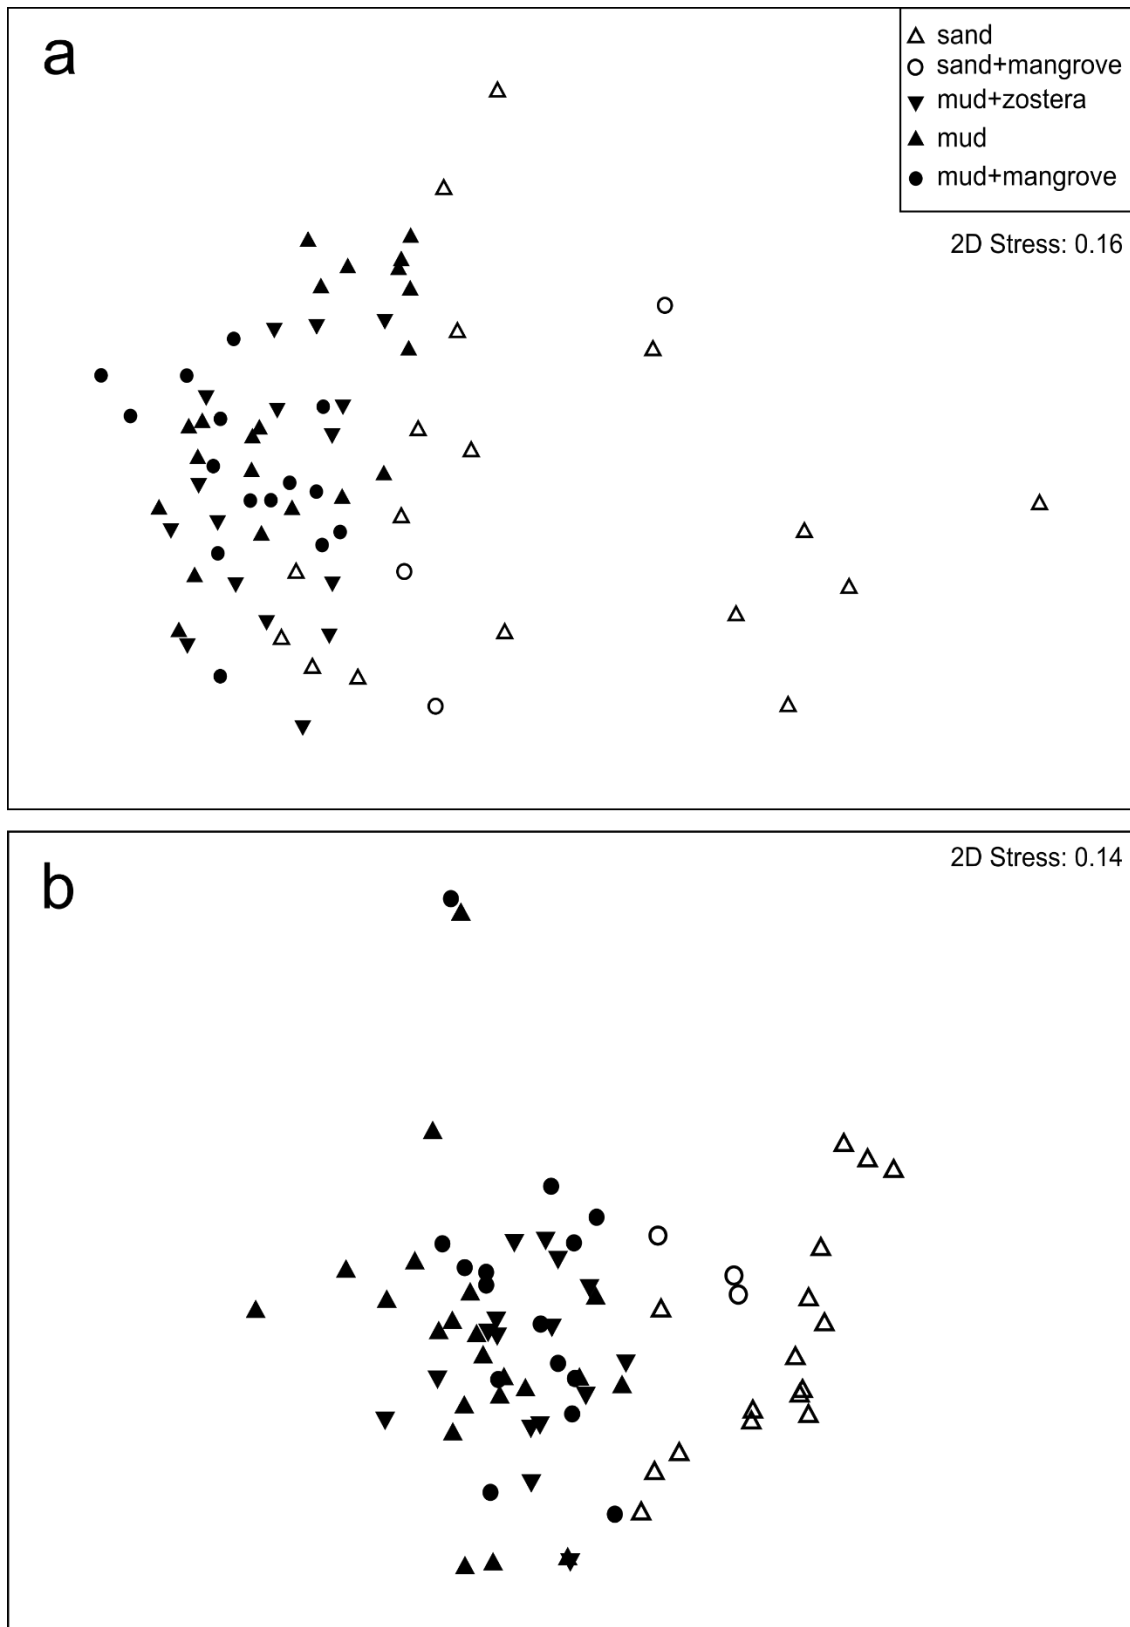 a
sand
sand+mangrove
mud+zostera
mud
mud+mangrove
2D Stress: 0.16
b
2D Stress: 0.14